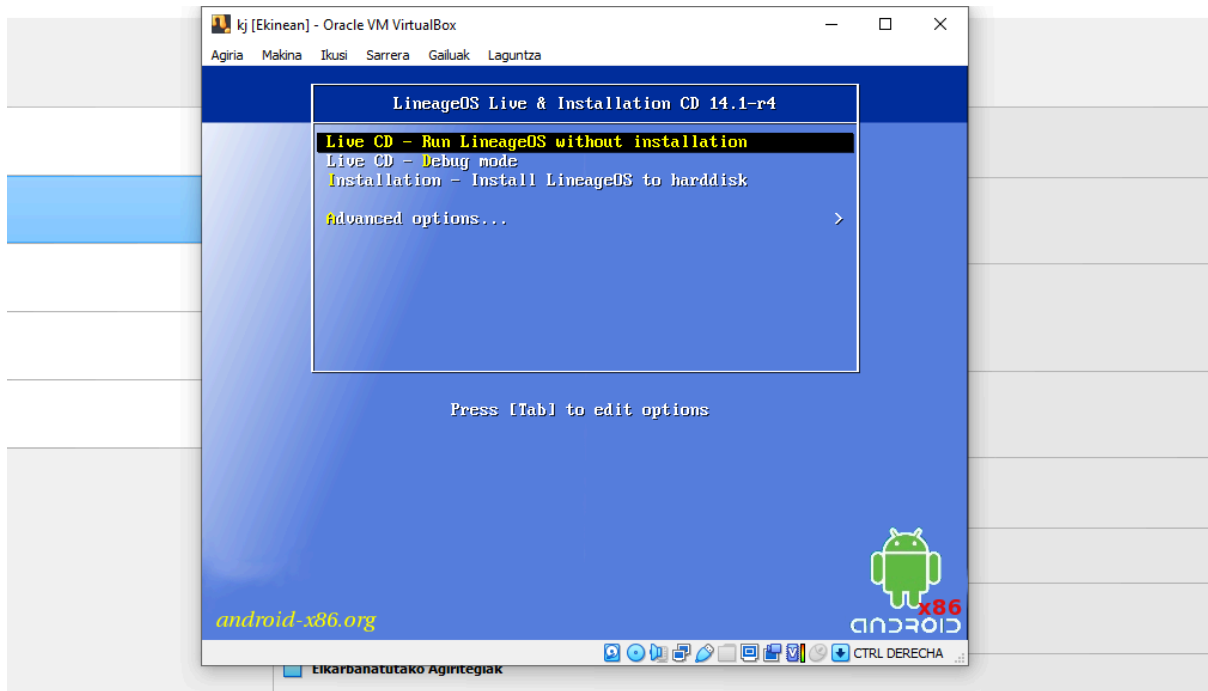 kj [Ekinean] - Oracle VM VirtualBox
Agiria Makina Ikusi Sarrera Gailuak Laguntza
LineageOS Live & Installation CD 14.1-r4
Live CD - Run LineageOS without installation
Live CD - Debug mode
Installation - Install LineageOS to harddisk
Advanced options... >
Press [Tab] to edit options
android-x86.org
x86
android
CTRL DERECHA
Elkarbanatutako Agiritegiak